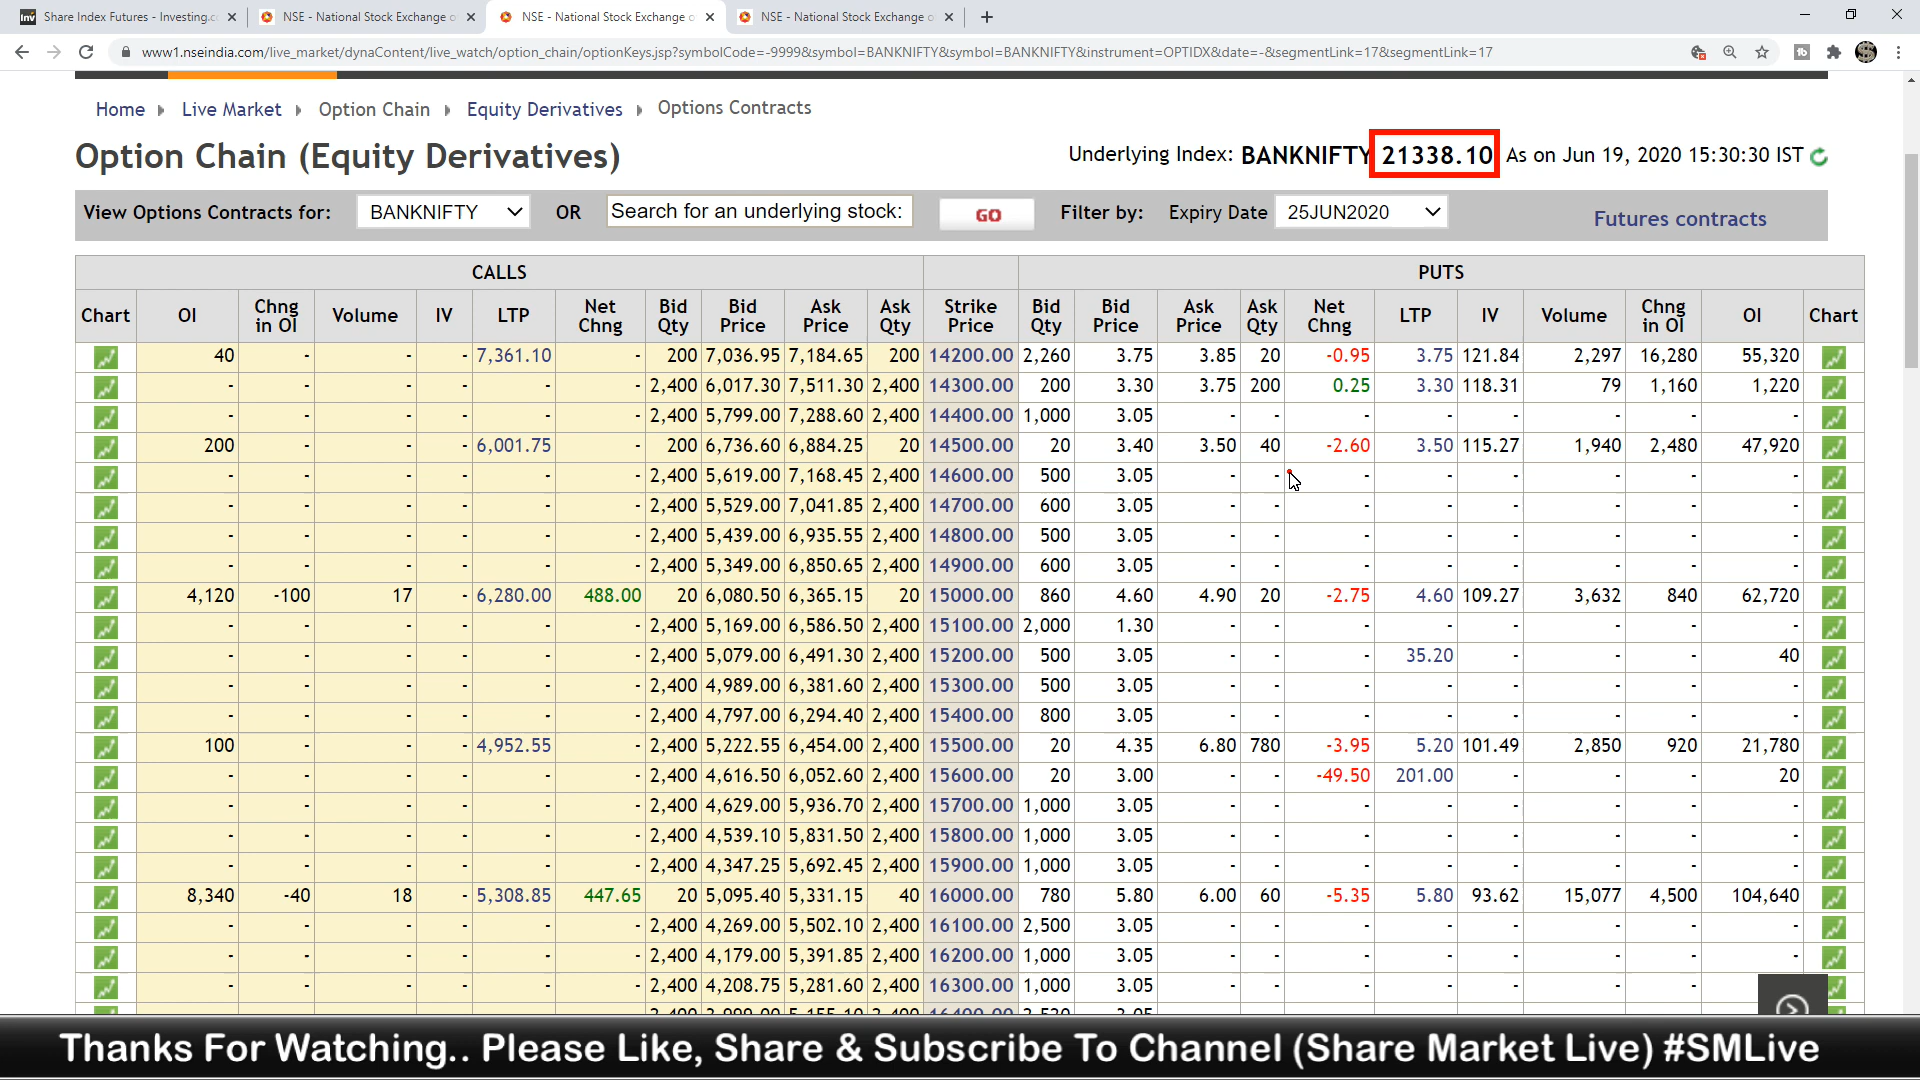 Share Index Futures - Investing.c
NSE - National Stock Exchange o
NSE - National Stock Exchange o
NSE - National Stock Exchange o
www1.nseindia.com/live_market/dynaContent/live_watch/option_chain/optionKeys.jsp?symbolCode=-9999&symbol=BANKNIFTY&symbol=BANKNIFTY&instrument=OPTIDX&date=-&segmentLink=17&segmentLink=17
Home Live Market Option Chain Equity Derivatives Options Contracts
Option Chain (Equity Derivatives)
Underlying Index: BANKNIFTY 21338.10 As on Jun 19, 2020 15:30:30 IST
View Options Contracts for: BANKNIFTY OR Search for an underlying stock: GO Filter by: Expiry Date 25JUN2020 Futures contracts
CALLS PUTS
Chart OI Chng in OI Volume IV LTP Net Chng Bid Qty Bid Price Ask Price Ask Qty Strike Price Bid Qty Bid Price Ask Price Ask Qty Net Chng LTP IV Volume Chng in OI OI Chart
40 - - - 7,361.10 - 200 7,036.95 7,184.65 200 14200.00 2,260 3.75 3.85 20 -0.95 3.75 121.84 2,297 16,280 55,320
- - - - - - 2,400 6,017.30 7,511.30 2,400 14300.00 200 3.30 3.75 200 0.25 3.30 118.31 79 1,160 1,220
- - - - - - 2,400 5,799.00 7,288.60 2,400 14400.00 1,000 3.05 - - - - - - - -
200 - - - 6,001.75 - 200 6,736.60 6,884.25 20 14500.00 20 3.40 3.50 40 -2.60 3.50 115.27 1,940 2,480 47,920
- - - - - - 2,400 5,619.00 7,168.45 2,400 14600.00 500 3.05 - - - - - - - -
- - - - - - 2,400 5,529.00 7,041.85 2,400 14700.00 600 3.05 - - - - - - - -
- - - - - - 2,400 5,439.00 6,935.55 2,400 14800.00 500 3.05 - - - - - - - -
- - - - - - 2,400 5,349.00 6,850.65 2,400 14900.00 600 3.05 - - - - - - - -
4,120 -100 17 - 6,280.00 488.00 20 6,080.50 6,365.15 20 15000.00 860 4.60 4.90 20 -2.75 4.60 109.27 3,632 840 62,720
- - - - - - 2,400 5,169.00 6,586.50 2,400 15100.00 2,000 1.30 - - - - - - - -
- - - - - - 2,400 5,079.00 6,491.30 2,400 15200.00 500 3.05 - - - 35.20 - - - 40
- - - - - - 2,400 4,989.00 6,381.60 2,400 15300.00 500 3.05 - - - - - - - -
- - - - - - 2,400 4,797.00 6,294.40 2,400 15400.00 800 3.05 - - - - - - - -
100 - - - 4,952.55 - 2,400 5,222.55 6,454.00 2,400 15500.00 20 4.35 6.80 780 -3.95 5.20 101.49 2,850 920 21,780
- - - - - - 2,400 4,616.50 6,052.60 2,400 15600.00 20 3.00 - - -49.50 201.00 - - - 20
- - - - - - 2,400 4,629.00 5,936.70 2,400 15700.00 1,000 3.05 - - - - - - - -
- - - - - - 2,400 4,539.10 5,831.50 2,400 15800.00 1,000 3.05 - - - - - - - -
- - - - - - 2,400 4,347.25 5,692.45 2,400 15900.00 1,000 3.05 - - - - - - - -
8,340 -40 18 - 5,308.85 447.65 20 5,095.40 5,331.15 40 16000.00 780 5.80 6.00 60 -5.35 5.80 93.62 15,077 4,500 104,640
- - - - - - 2,400 4,269.00 5,502.10 2,400 16100.00 2,500 3.05 - - - - - - - -
- - - - - - 2,400 4,179.00 5,391.85 2,400 16200.00 1,000 3.05 - - - - - - - -
- - - - - - 2,400 4,208.75 5,281.60 2,400 16300.00 1,000 3.05 - - - - - - - -
Thanks For Watching.. Please Like, Share & Subscribe To Channel (Share Market Live) #SMLive